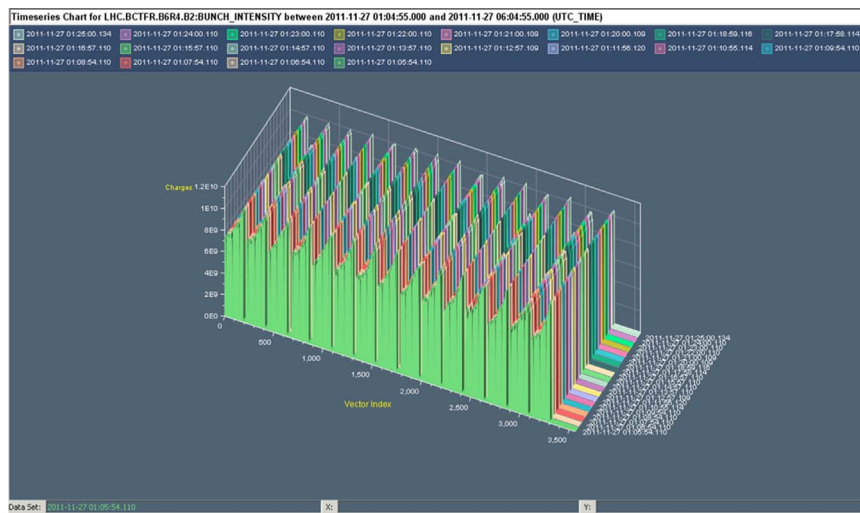 Timeseries Chart for LHC.BCTFR.B6R4.B2:BUNCH_INTENSITY between 2011-11-27 01:04:55.000 and 2011-11-27 06:04:55.000 (UTC_TIME)
2011-11-27 01:25:00.134 2011-11-27 01:24:00.110 2011-11-27 01:23:00.110 2011-11-27 01:22:00.110 2011-11-27 01:21:00.109 2011-11-27 01:20:00.109 2011-11-27 01:18:59.116 2011-11-27 01:17:58.114
2011-11-27 01:16:57.110 2011-11-27 01:15:57.110 2011-11-27 01:14:57.110 2011-11-27 01:13:57.110 2011-11-27 01:12:57.109 2011-11-27 01:11:56.120 2011-11-27 01:10:55.114 2011-11-27 01:09:54.110
2011-11-27 01:08:54.110 2011-11-27 01:07:54.110 2011-11-27 01:06:54.110 2011-11-27 01:05:54.110
Charges 1.2E10
1E10
8E9
6E9
4E9
2E9
0E0
0
500
1,000
1,500
2,000
2,500
3,000
3,500
Vector Index
2011-11-27 01:25:00.134
2011-11-27 01:05:54.110
Data Set: 2011-11-27 01:05:54.110 X: Y: